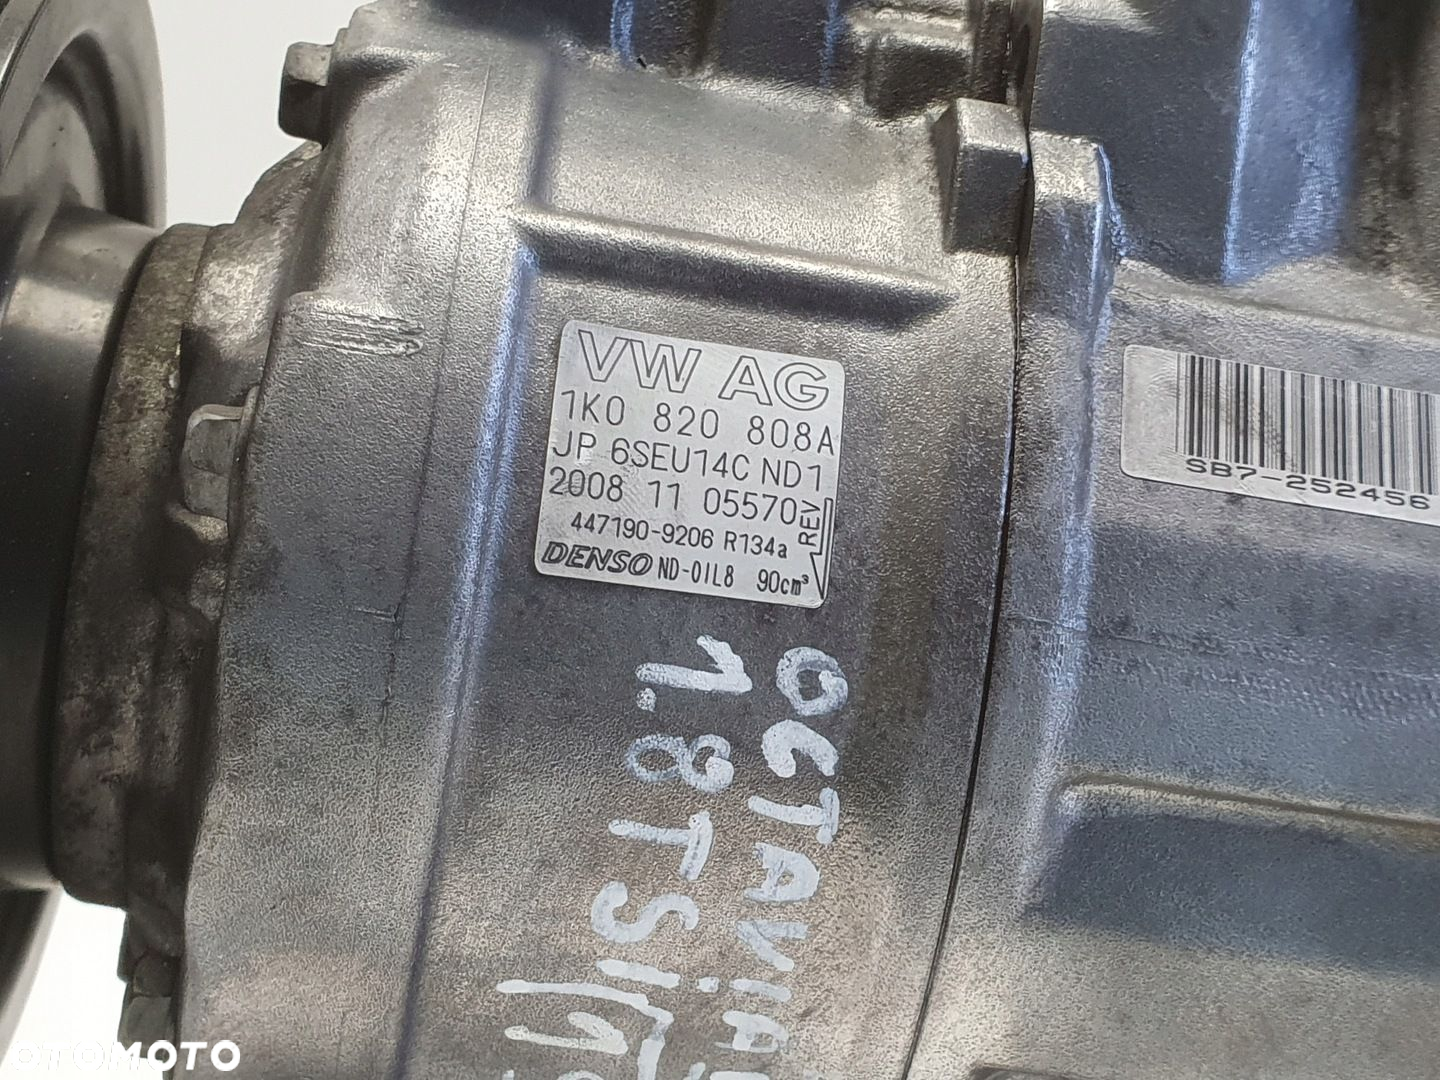 VW AG
1K0 820 808A
JP 6SEU14C ND1
2008 11 05570
REV
447190-9206 R134a
DENSO ND-OIL8 90cm³
SB7-252456
OCTAVIA
1.8TSI
OTOMOTO